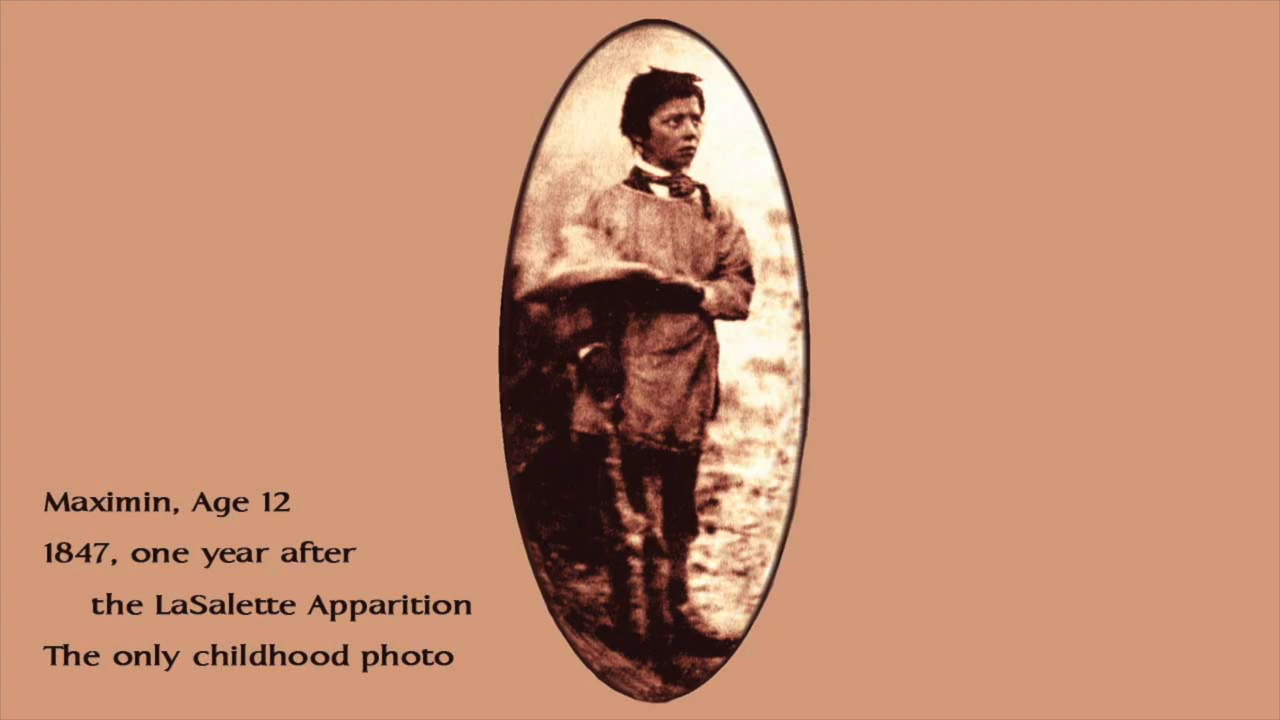 Maximin, Age 12
1847, one year after
the LaSalette Apparition
The only childhood photo